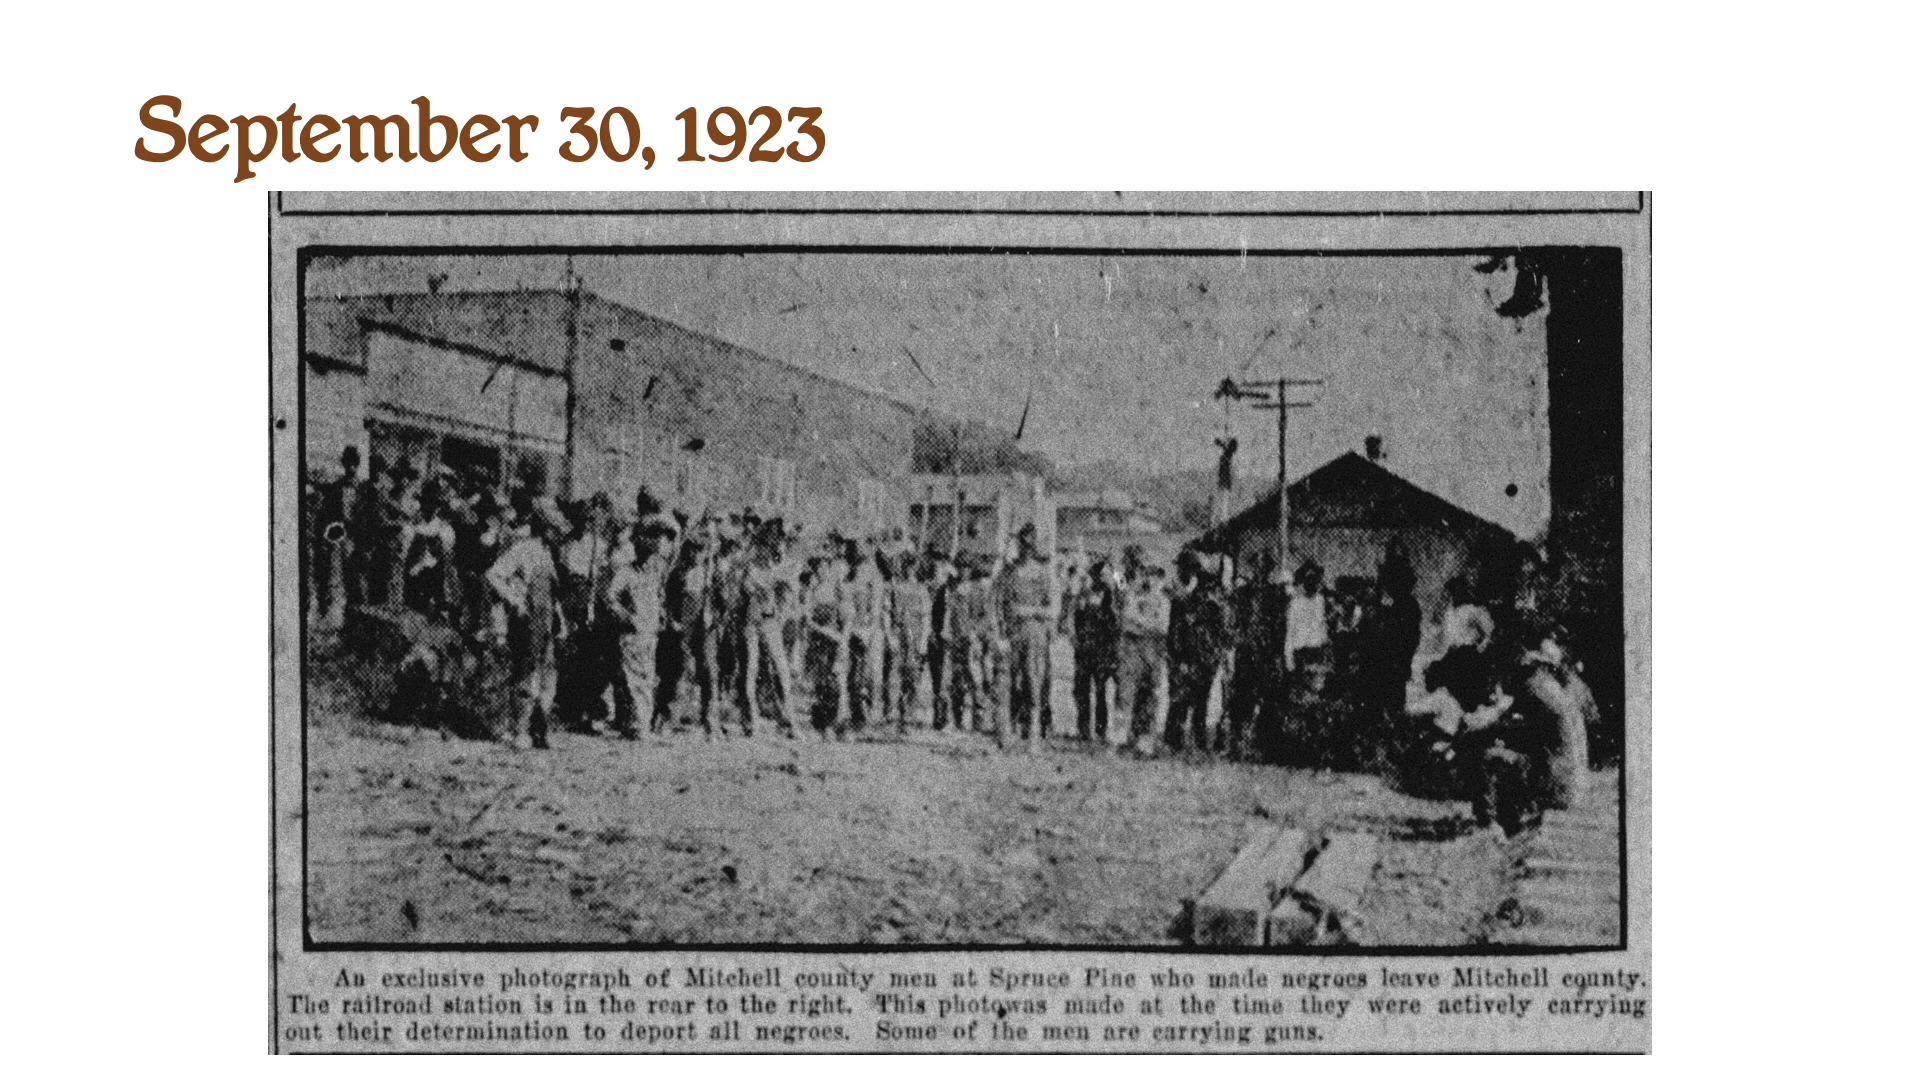 September 30, 1923
An exclusive photograph of Mitchell county men at Spruce Pine who made negroes leave Mitchell county.
The railroad station is in the rear to the right. This photo was made at the time they were actively carrying
out their determination to deport all negroes. Some of the men are carrying guns.